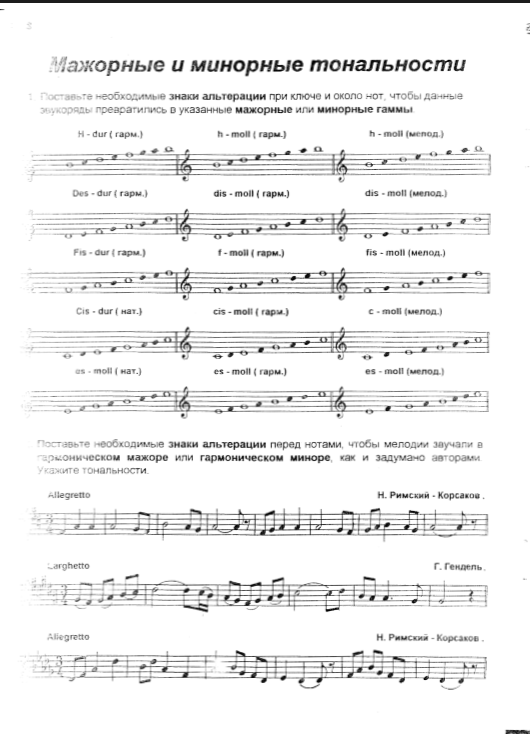 Мажорные и минорные тональности
Поставьте необходимые знаки альтерации при ключе и около нот, чтобы данные
звукоряды превратились в указанные мажорные или минорные гаммы.
H - dur ( гарм.) h - moll ( гарм.) h - moll (мелод.)
Des - dur ( гарм.) dis - moll ( гарм.) dis - moll (мелод.)
Fis - dur ( гарм.) f - moll ( гарм.) fis - moll (мелод.)
Cis - dur ( нат.) cis - moll ( гарм.) c - moll (мелод.)
es - moll ( нат.) es - moll ( гарм.) es - moll (мелод.)
Поставьте необходимые знаки альтерации перед нотами, чтобы мелодии звучали в
гармоническом мажоре или гармоническом миноре, как и задумано авторами.
Укажите тональности.
Allegretto Н. Римский - Корсаков .
Larghetto Г. Гендель .
Allegretto Н. Римский - Корсаков .